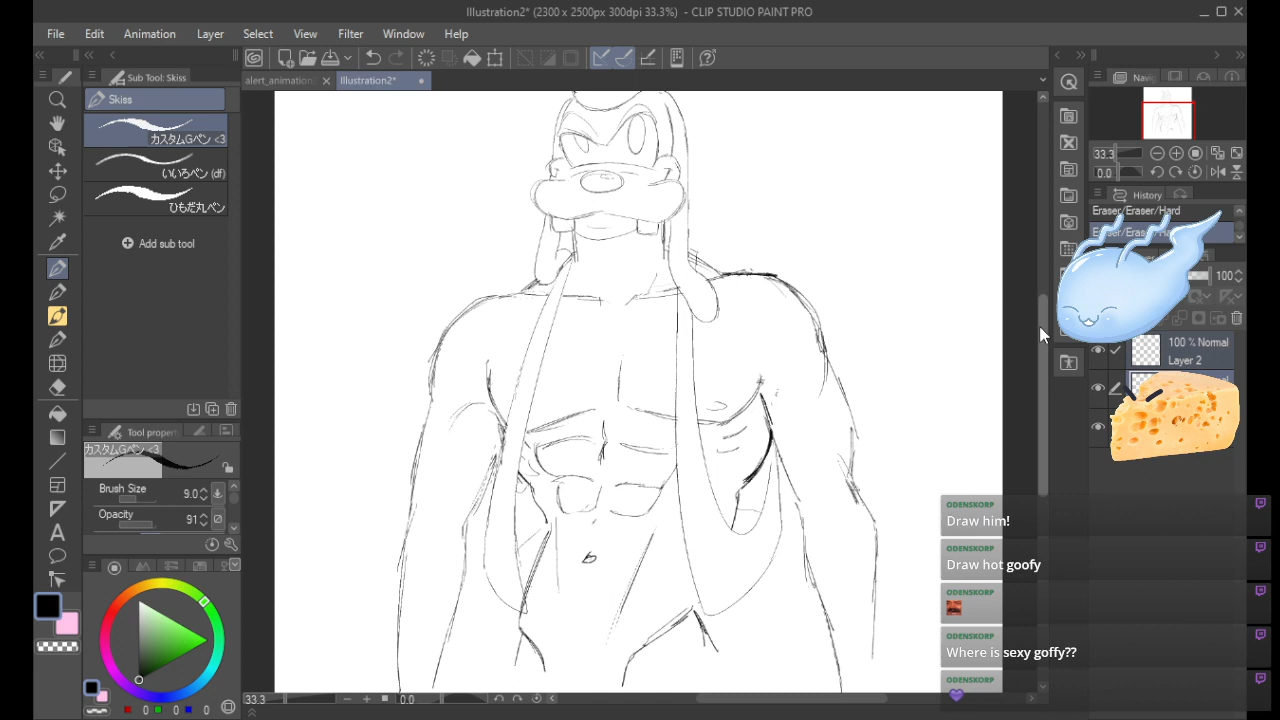 Illustration2* (2300 x 2500px 300dpi 33.3%) - CLIP STUDIO PAINT PRO
File Edit Animation Layer Select View Filter Window Help
Sub Tool: Skiss
alert_animation
Illustration2*
Skiss
カスタムGペン <3
いいろペン (df)
ひもだ丸ペン
Add sub tool
Tool property
カスタムGペン <3
Brush Size 9.0
Opacity 91
0 0 0
33.3 0.0
33.3
0.0
History
Eraser/Eraser/Hard
100
100 % Normal
Layer 2
ODENSKORP
Draw him!
ODENSKORP
Draw hot goofy
ODENSKORP
ODENSKORP
Where is sexy goffy??
ODENSKORP